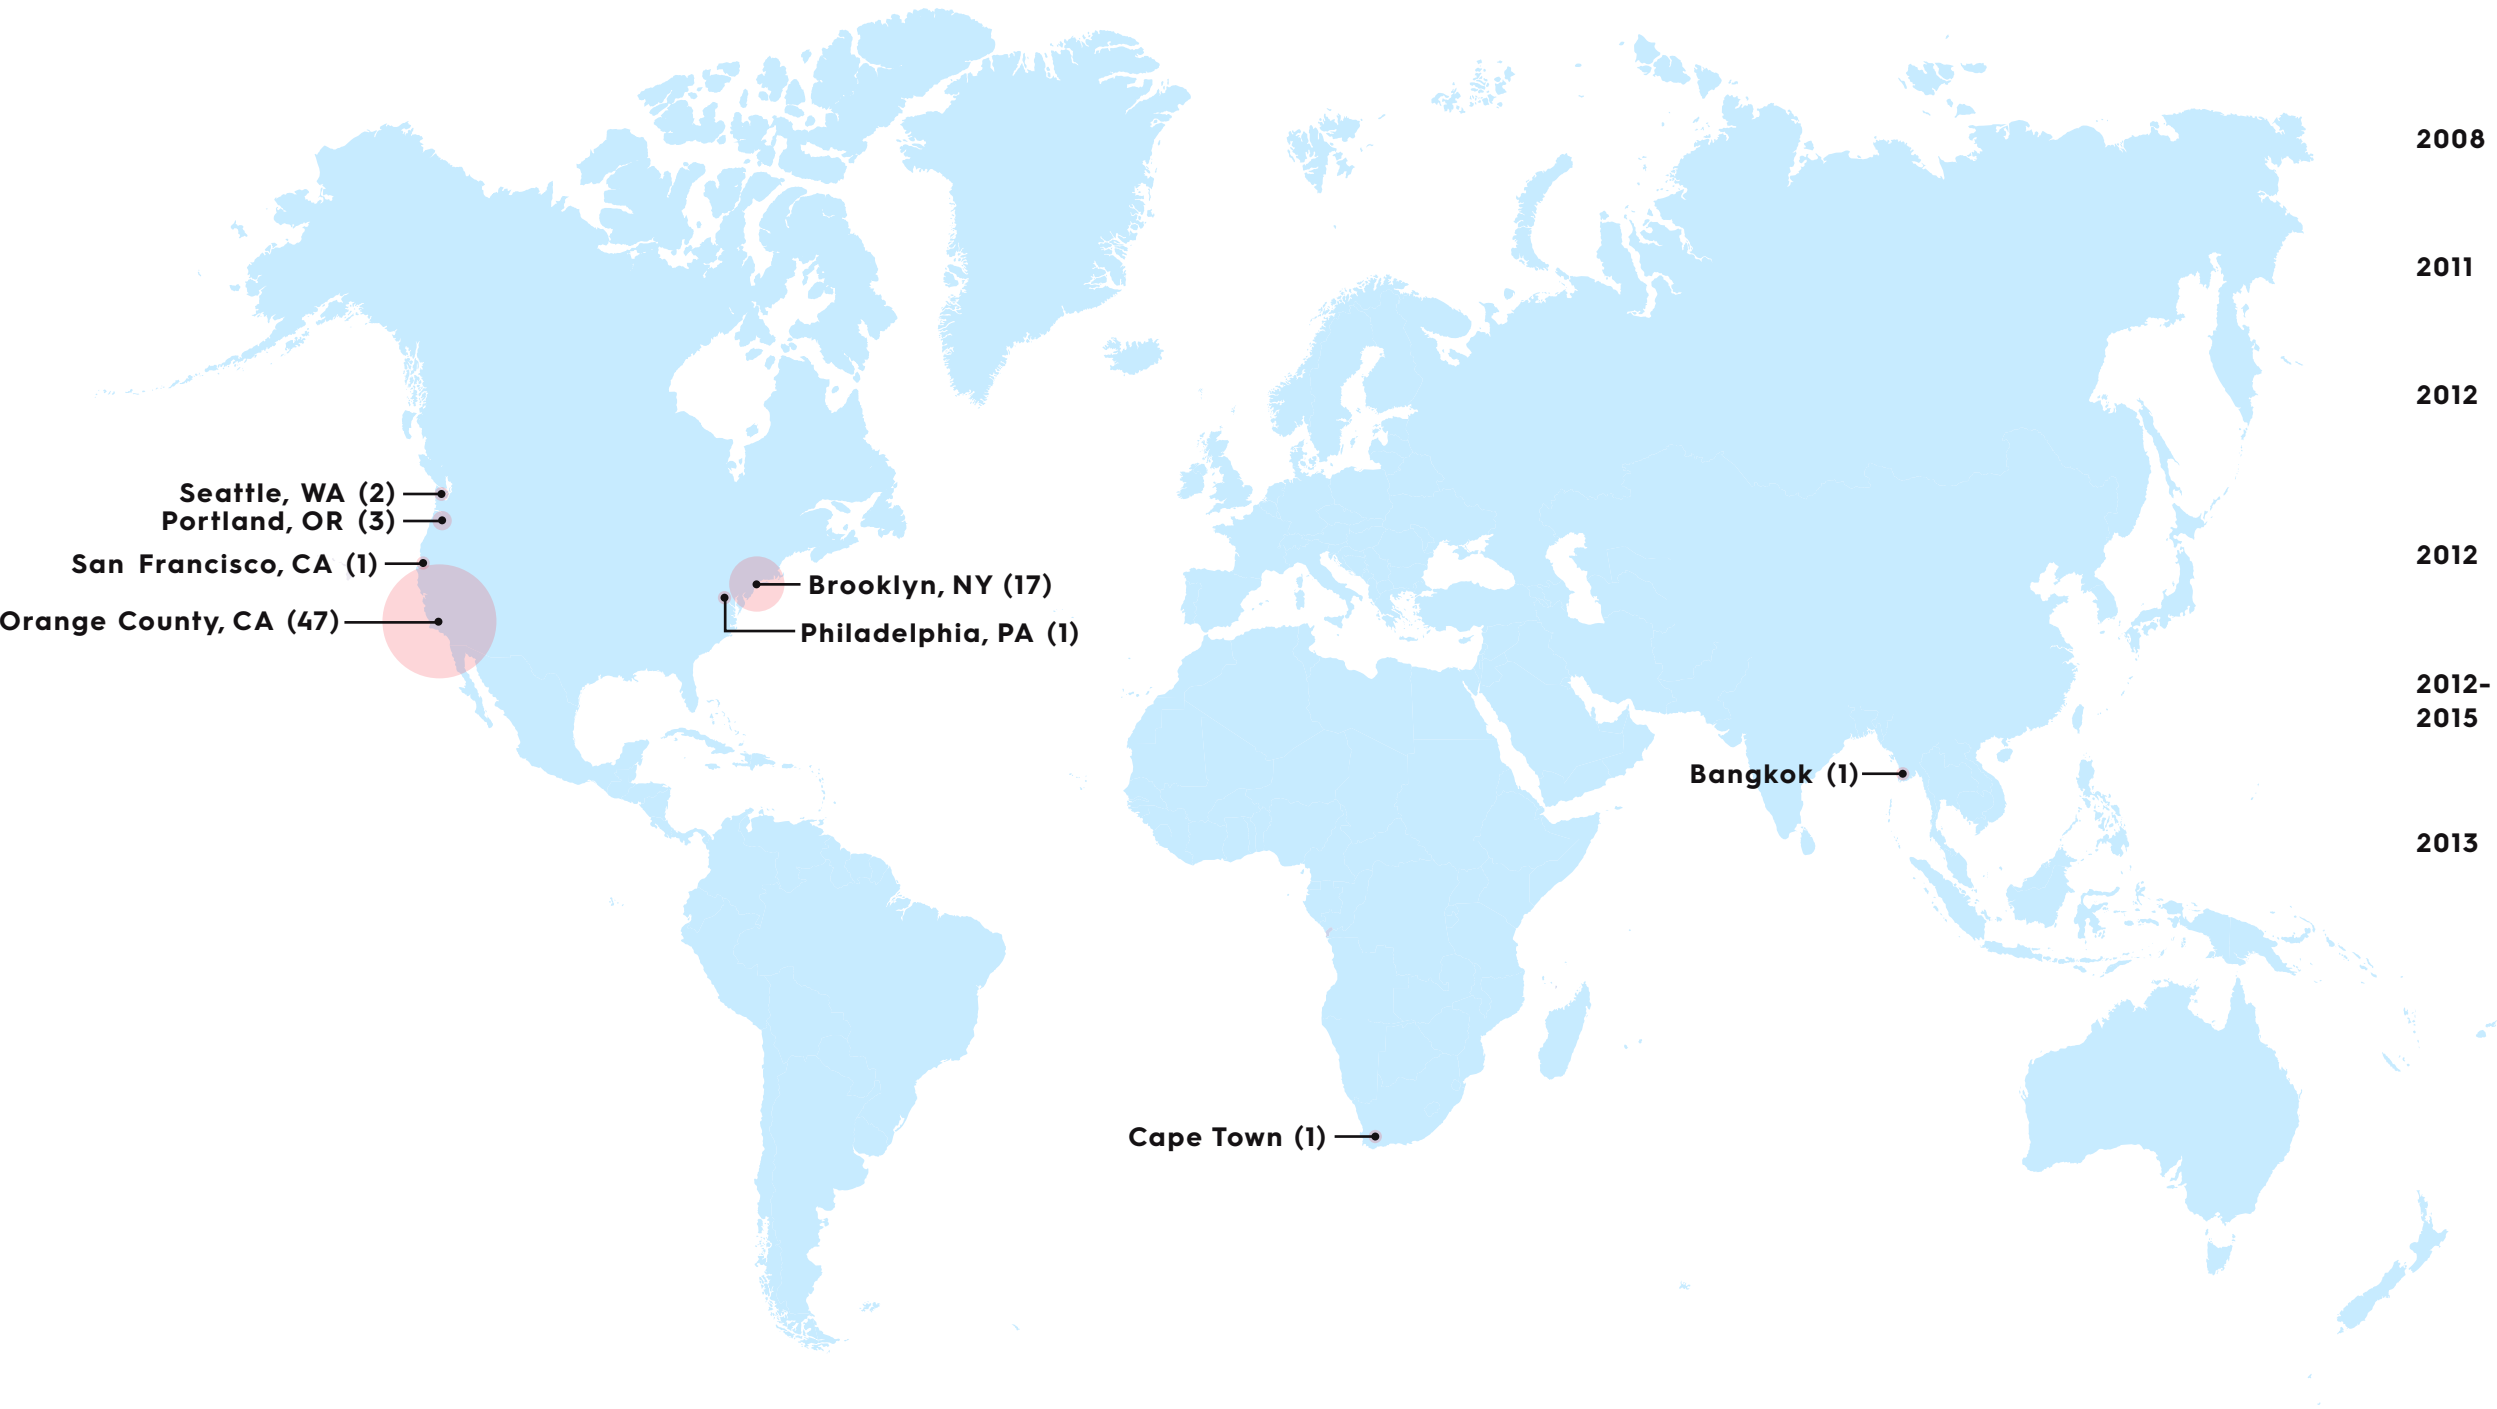 2008
2011
2012
Seattle, WA (2)
Portland, OR (3)
San Francisco, CA (1)
2012
Brooklyn, NY (17)
Orange County, CA (47)
Philadelphia, PA (1)
2012-
2015
Bangkok (1)
2013
Cape Town (1)